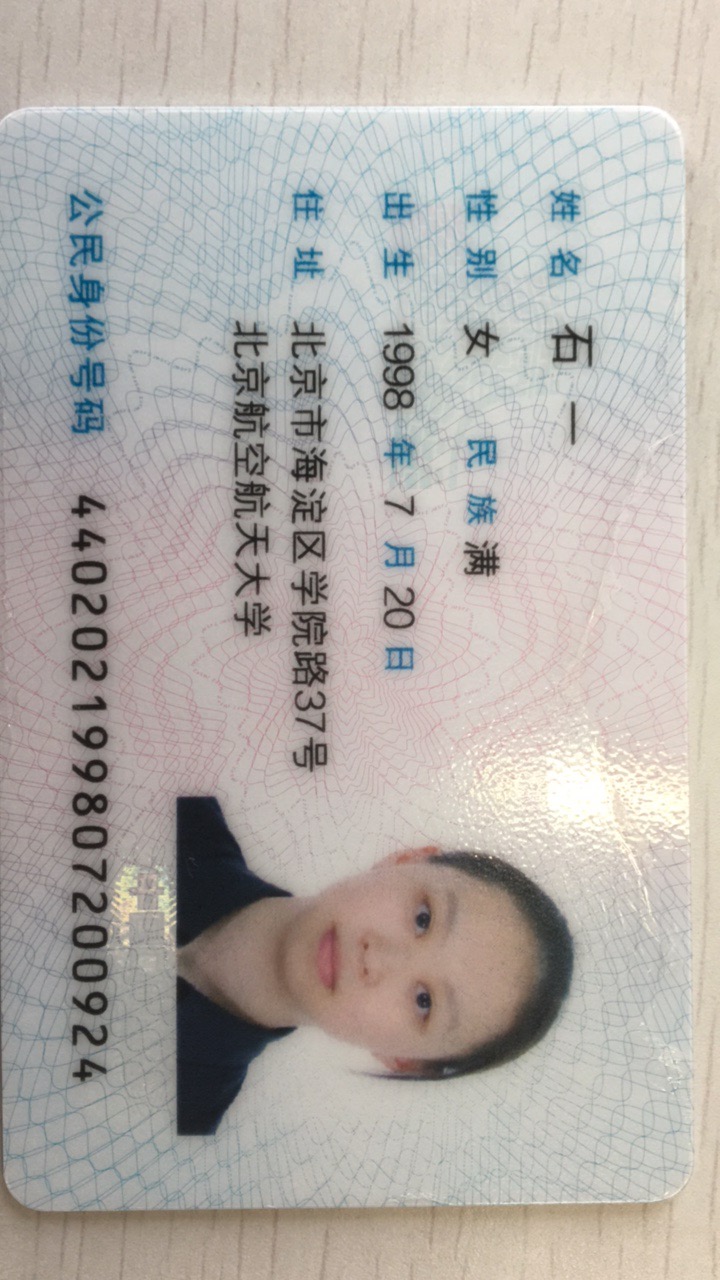 姓名 石一
性别 女 民族 满
出生 1998 年 7 月 20 日
住址 北京市海淀区学院路37号
北京航空航天大学
公民身份号码 440202199807200924